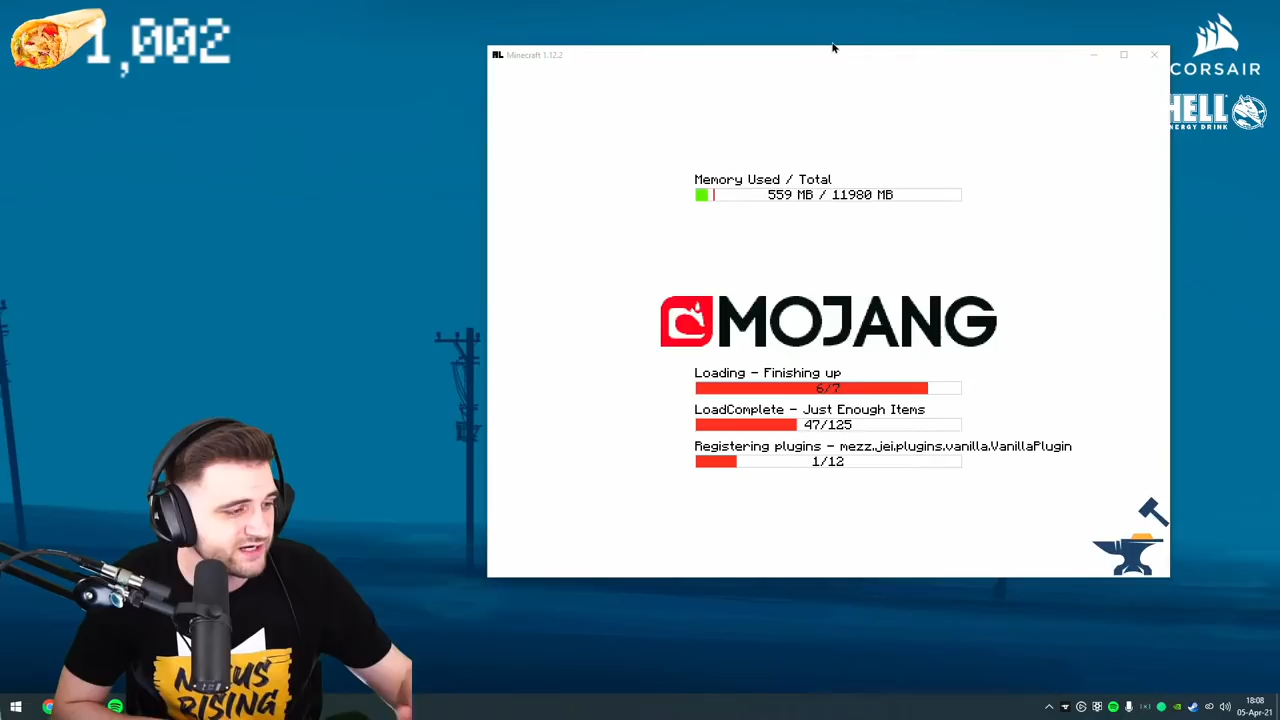 1,002
Minecraft 1.12.2
CORSAIR
HELL
ENERGY DRINK
Memory Used / Total
559 MB / 11980 MB
MOJANG
Loading - Finishing up
6/7
LoadComplete - Just Enough Items
47/125
Registering plugins - mezz.jei.plugins.vanilla.VanillaPlugin
1/12
RISING
18:08
05-Apr-21